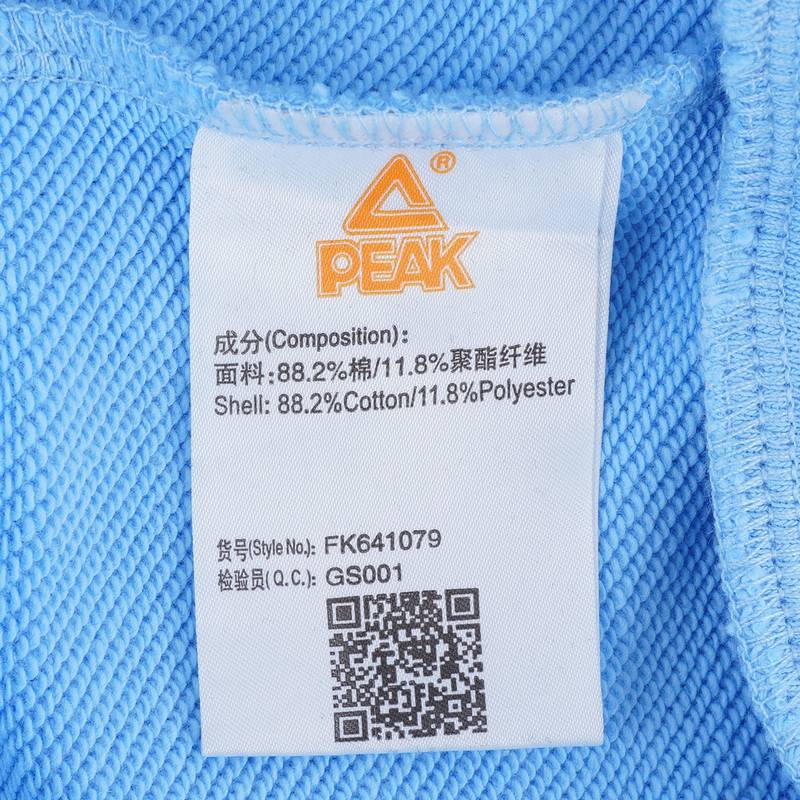 ®
PEAK
成分(Composition):
面料:88.2%棉/11.8%聚酯纤维
Shell: 88.2%Cotton/11.8%Polyester
货号(Style No.): FK641079
检验员(Q.C.): GS001